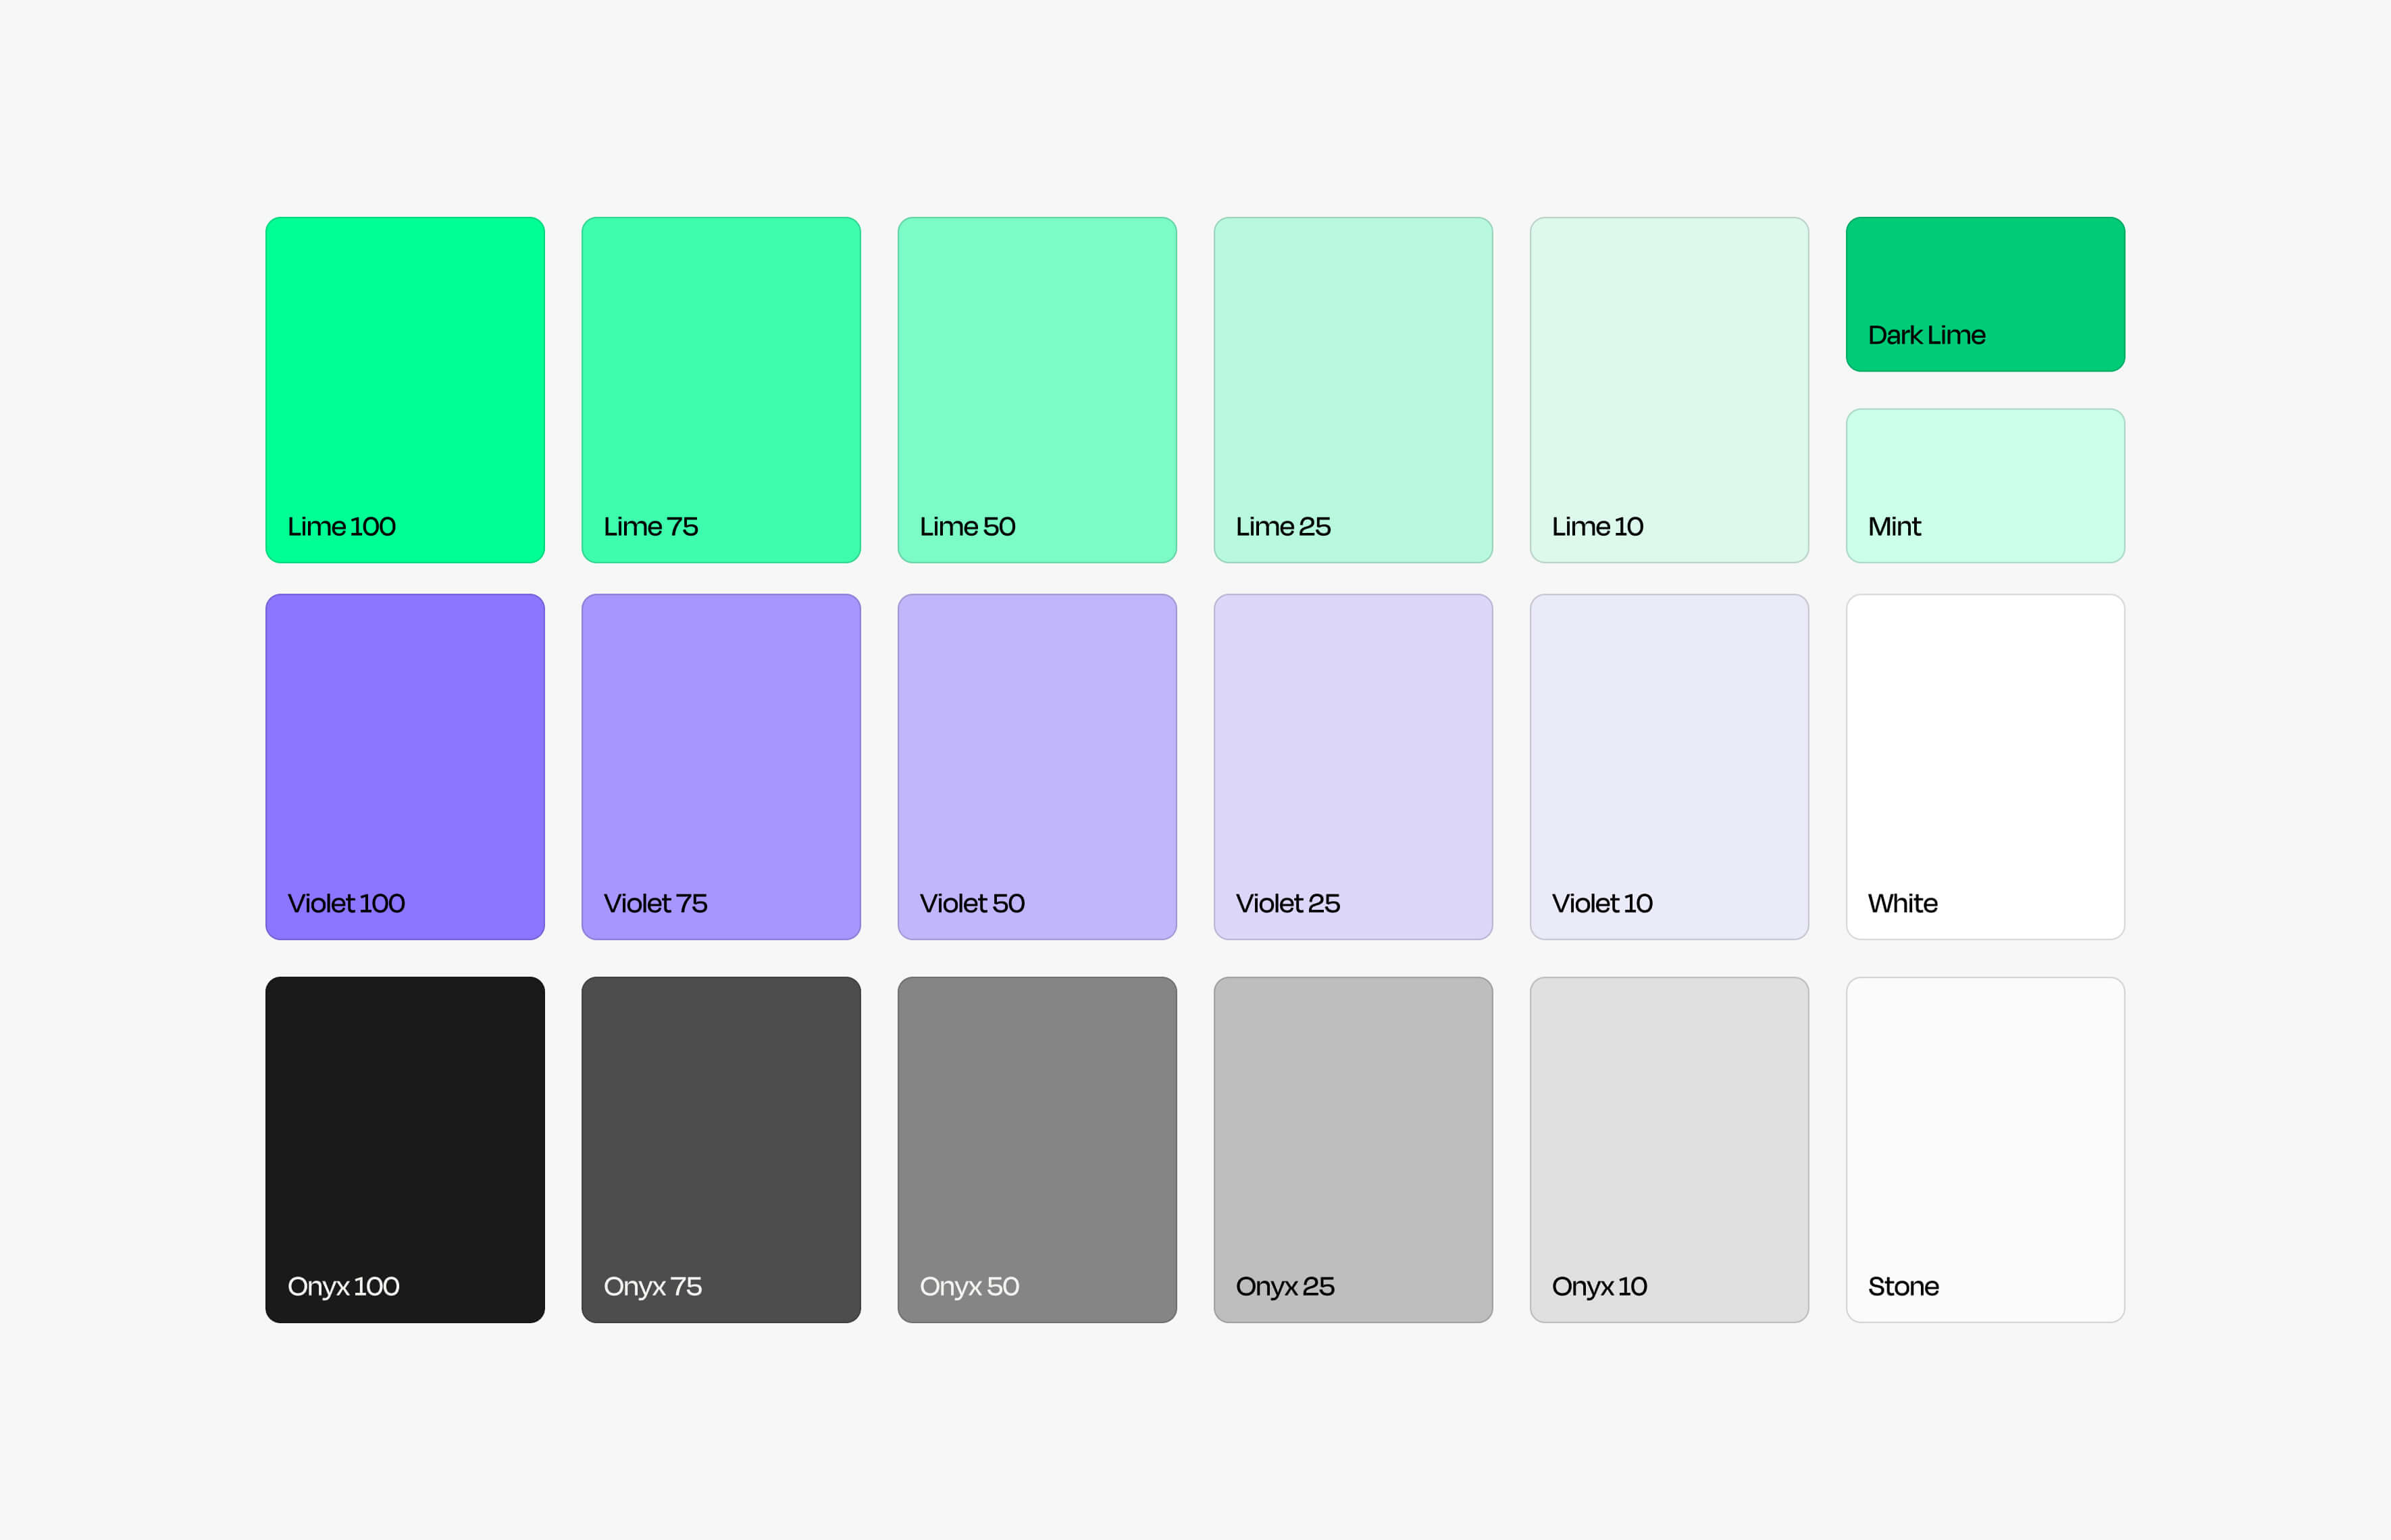 Lime 100
Lime 75
Lime 50
Lime 25
Lime 10
Dark Lime
Mint
Violet 100
Violet 75
Violet 50
Violet 25
Violet 10
White
Onyx 100
Onyx 75
Onyx 50
Onyx 25
Onyx 10
Stone